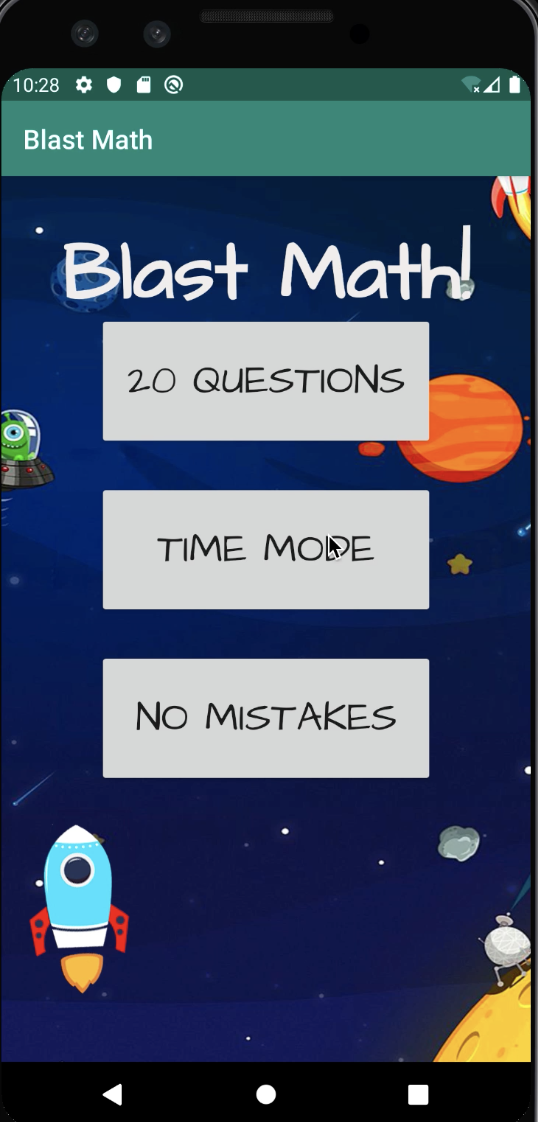 10:28
Blast Math
Blast Math!
20 QUESTIONS
TIME MODE
NO MISTAKES